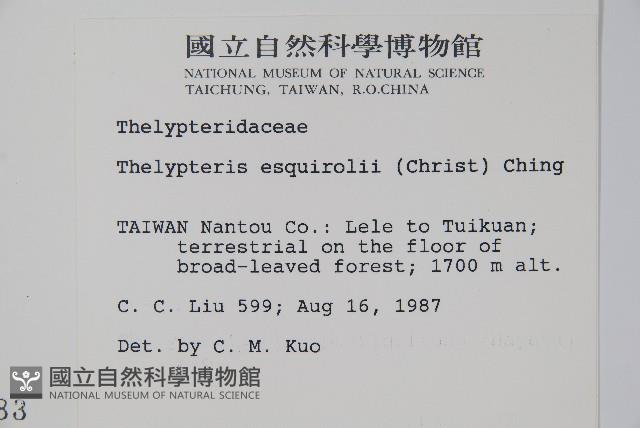 國立自然科學博物館
NATIONAL MUSEUM OF NATURAL SCIENCE
TAICHUNG, TAIWAN, R.O.CHINA
Thelypteridaceae
Thelypteris esquirolii (Christ) Ching
TAIWAN Nantou Co.: Lele to Tuikuan;
terrestrial on the floor of
broad-leaved forest; 1700 m alt.
C. C. Liu 599; Aug 16, 1987
Det. by C. M. Kuo
國立自然科學博物館
NATIONAL MUSEUM OF NATURAL SCIENCE
83